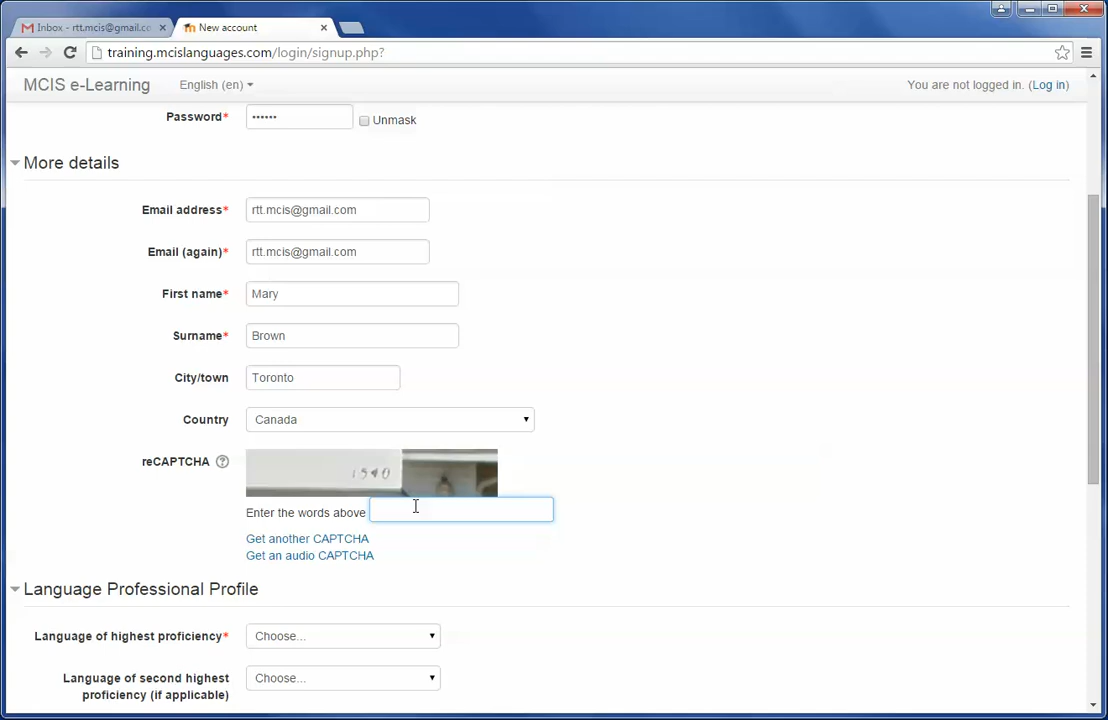 Inbox - rtt.mcis@gmail.co
New account
training.mcislanguages.com/login/signup.php?
MCIS e-Learning English (en) You are not logged in. (Log in)
Password* •••••• Unmask
More details
Email address* rtt.mcis@gmail.com
Email (again)* rtt.mcis@gmail.com
First name* Mary
Surname* Brown
City/town Toronto
Country Canada
reCAPTCHA
Enter the words above
Get another CAPTCHA
Get an audio CAPTCHA
Language Professional Profile
Language of highest proficiency* Choose...
Language of second highest proficiency (if applicable) Choose...